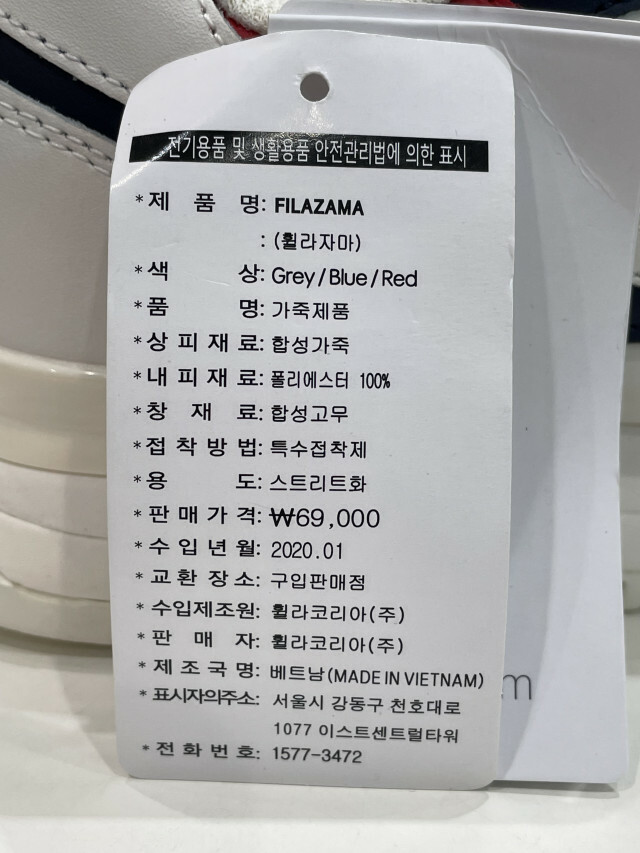 전기용품 및 생활용품 안전관리법에 의한 표시
*제 품 명: FILAZAMA
: (휠라자마)
*색 상: Grey/Blue/Red
*품 명: 가죽제품
*상피재료: 합성가죽
*내피재료: 폴리에스터 100%
*창 재 료: 합성고무
*접착방법: 특수접착제
*용 도: 스트리트화
*판매가격: ₩69,000
*수입년월: 2020.01
*교환장소: 구입판매점
*수입제조원: 휠라코리아(주)
*판 매 자: 휠라코리아(주)
*제조국명: 베트남(MADE IN VIETNAM)
*표시자의주소: 서울시 강동구 천호대로
1077 이스트센트럴타워
*전화번호: 1577-3472
m